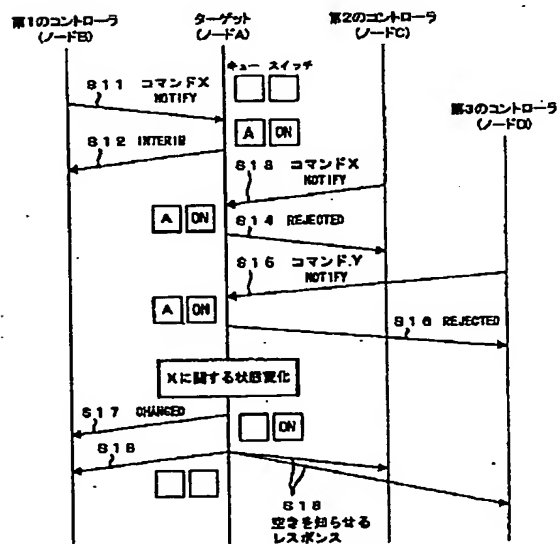 第1のコントローラ
(ノードB)
ターゲット
(ノードA)
第2のコントローラ
(ノードC)
第3のコントローラ
(ノードD)
キュー スイッチ
S11 コマンドX
NOTIFY
A ON
S12 INTERIM
S13 コマンドX
NOTIFY
A ON
S14 REJECTED
S15 コマンドY
NOTIFY
A ON
S16 REJECTED
Xに関する状態変化
S17 CHANGED
ON
S18
S18
空きを知らせる
レスポンス